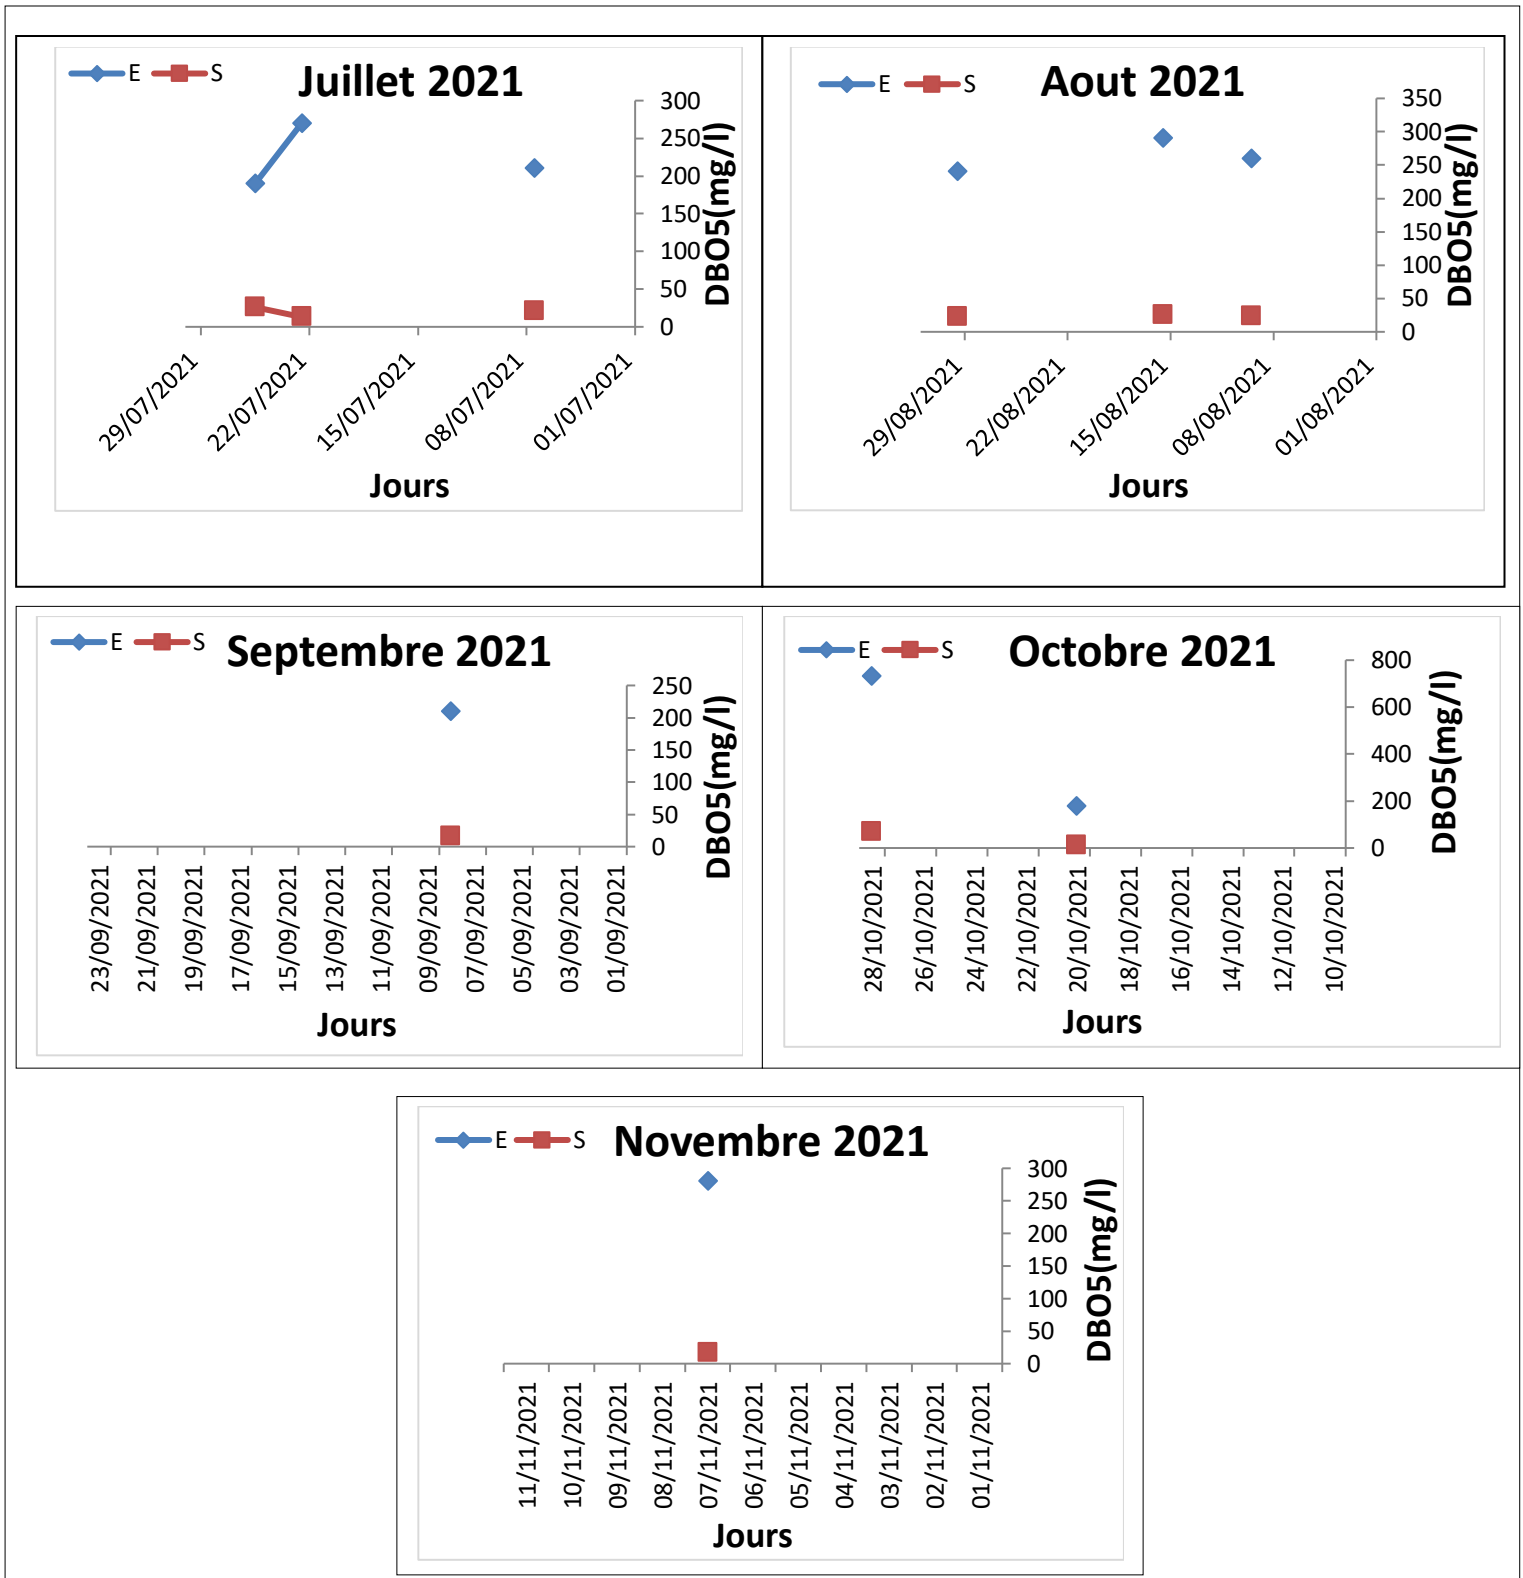 E S Juillet 2021
300
250
200
150
100
50
0
DBO5(mg/l)
29/07/2021 22/07/2021 15/07/2021 08/07/2021 01/07/2021
Jours
E S Aout 2021
350
300
250
200
150
100
50
0
DBO5(mg/l)
29/08/2021 22/08/2021 15/08/2021 08/08/2021 01/08/2021
Jours
E S Septembre 2021
250
200
150
100
50
0
DBO5(mg/l)
23/09/2021 21/09/2021 19/09/2021 17/09/2021 15/09/2021 13/09/2021 11/09/2021 09/09/2021 07/09/2021 05/09/2021 03/09/2021 01/09/2021
Jours
E S Octobre 2021
800
600
400
200
0
DBO5(mg/l)
28/10/2021 26/10/2021 24/10/2021 22/10/2021 20/10/2021 18/10/2021 16/10/2021 14/10/2021 12/10/2021 10/10/2021
Jours
E S Novembre 2021
300
250
200
150
100
50
0
DBO5(mg/l)
11/11/2021 10/11/2021 09/11/2021 08/11/2021 07/11/2021 06/11/2021 05/11/2021 04/11/2021 03/11/2021 02/11/2021 01/11/2021
Jours